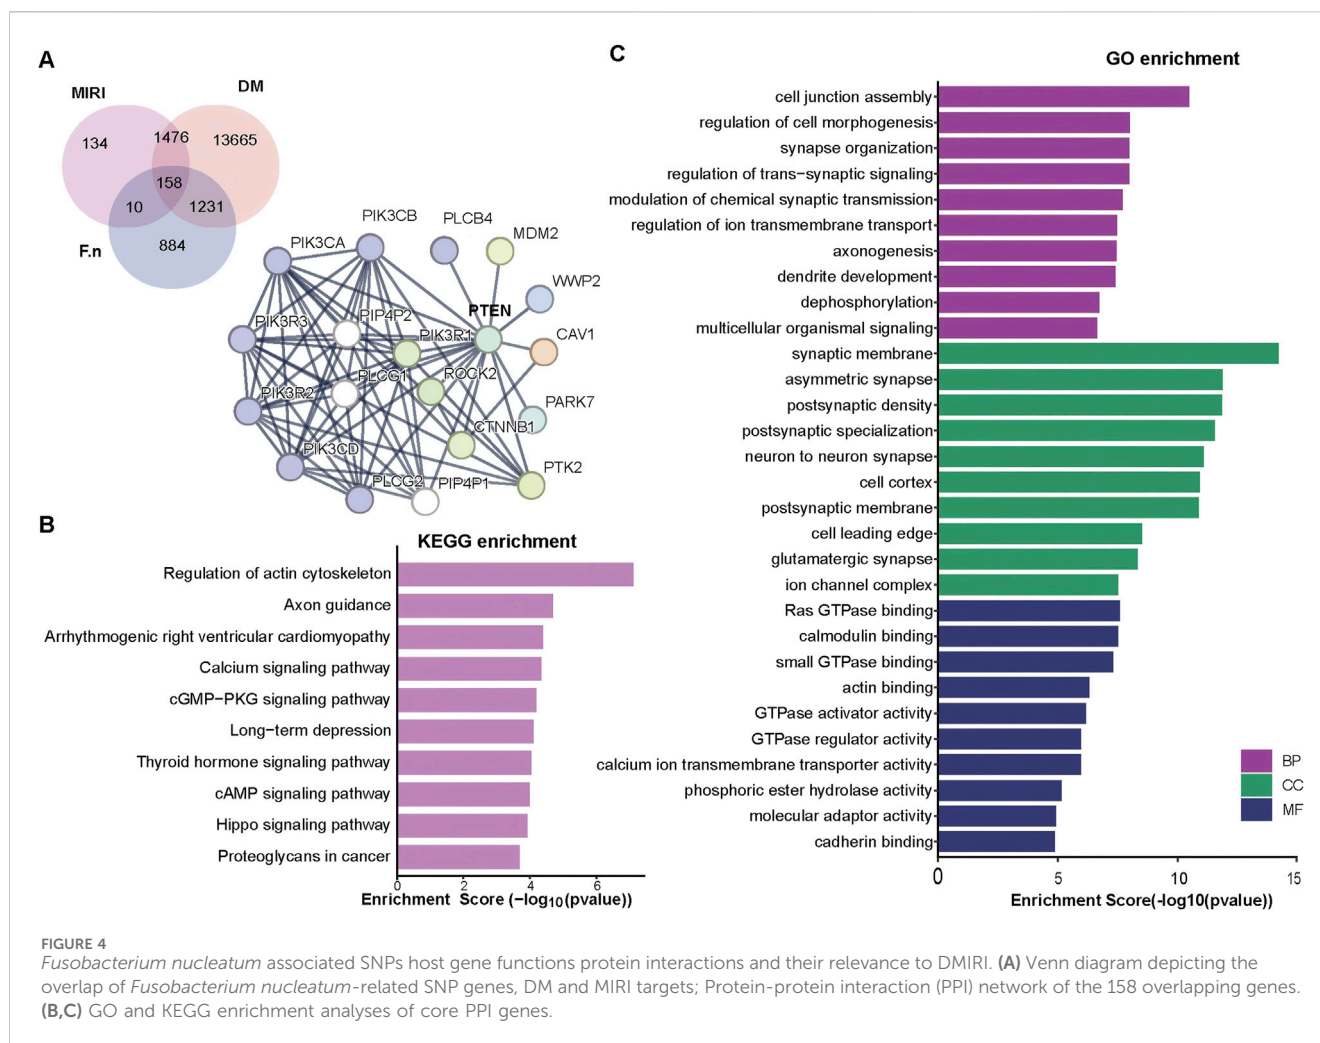 A
MIRI
DM
134
1476
13665
158
10
1231
884
F.n
PIK3CA
PIK3CB
PLCB4
MDM2
WWP2
PTEN
CAV1
PIK3R3
PIP4P2
PIK3R1
PLCG1
ROCK2
PIK3R2
PARK7
CTNNB1
PIK3CD
PTK2
PLCG2
PIP4P1
B
KEGG enrichment
Regulation of actin cytoskeleton
Axon guidance
Arrhythmogenic right ventricular cardiomyopathy
Calcium signaling pathway
cGMP−PKG signaling pathway
Long−term depression
Thyroid hormone signaling pathway
cAMP signaling pathway
Hippo signaling pathway
Proteoglycans in cancer
0 2 4 6
Enrichment Score (−log10(pvalue))
C
GO enrichment
cell junction assembly
regulation of cell morphogenesis
synapse organization
regulation of trans−synaptic signaling
modulation of chemical synaptic transmission
regulation of ion transmembrane transport
axonogenesis
dendrite development
dephosphorylation
multicellular organismal signaling
synaptic membrane
asymmetric synapse
postsynaptic density
postsynaptic specialization
neuron to neuron synapse
cell cortex
postsynaptic membrane
cell leading edge
glutamatergic synapse
ion channel complex
Ras GTPase binding
calmodulin binding
small GTPase binding
actin binding
GTPase activator activity
GTPase regulator activity
calcium ion transmembrane transporter activity
phosphoric ester hydrolase activity
molecular adaptor activity
cadherin binding
BP
CC
MF
0 5 10 15
Enrichment Score(-log10(pvalue))
FIGURE 4
Fusobacterium nucleatum associated SNPs host gene functions protein interactions and their relevance to DMIRI. (A) Venn diagram depicting the
overlap of Fusobacterium nucleatum-related SNP genes, DM and MIRI targets; Protein-protein interaction (PPI) network of the 158 overlapping genes.
(B,C) GO and KEGG enrichment analyses of core PPI genes.